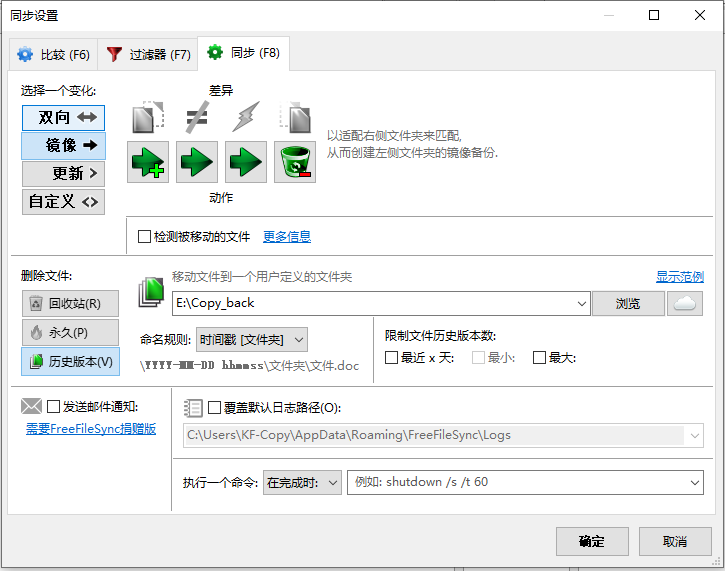 同步设置
比较 (F6)
过滤器 (F7)
同步 (F8)
选择一个变化:
差异
双向
镜像
更新 >
自定义 <>
以适配右侧文件夹来匹配,
从而创建左侧文件夹的镜像备份.
动作
检测被移动的文件 更多信息
删除文件:
回收站(R)
永久(P)
历史版本(V)
移动文件到一个用户定义的文件夹
显示范例
E:\Copy_back
浏览
命名规则: 时间戳 [文件夹]
\YYYY-MM-DD hhmmss\文件夹\文件.doc
限制文件历史版本数:
最近 x 天: 最小: 最大:
发送邮件通知:
需要FreeFileSync捐赠版
覆盖默认日志路径(O):
C:\Users\KF-Copy\AppData\Roaming\FreeFileSync\Logs
执行一个命令: 在完成时: 例如: shutdown /s /t 60
确定
取消